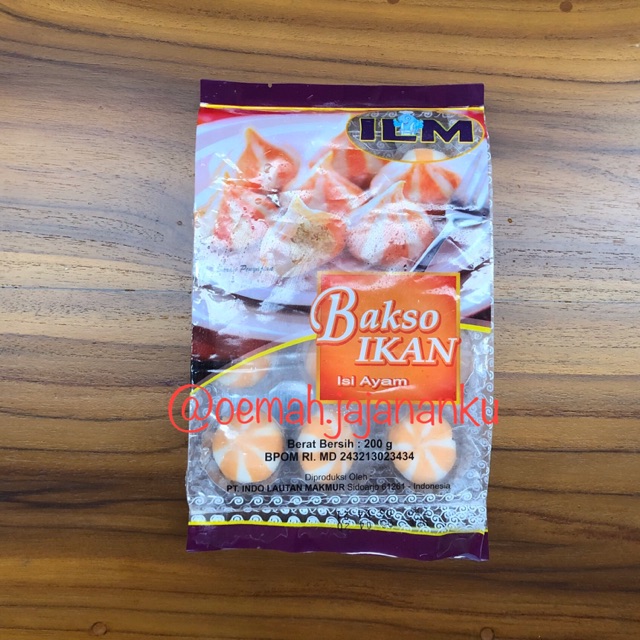 ILM
Bakso
IKAN
Isi Ayam
@oemah.jajananku
Berat Bersih : 200 g
BPOM RI. MD 243213023434
Diproduksi Oleh
PT. INDO LAUTAN MAKMUR Sidoarjo 61291 - Indonesia